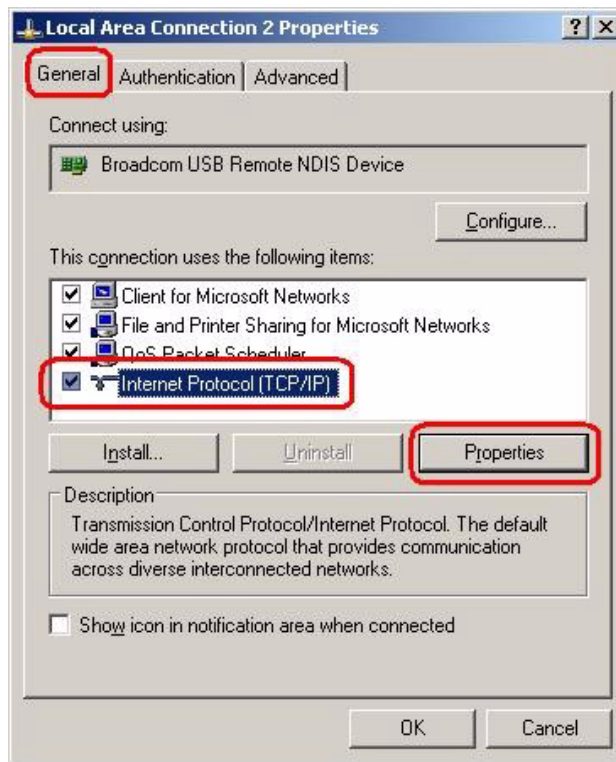 Local Area Connection 2 Properties
General Authentication Advanced
Connect using:
Broadcom USB Remote NDIS Device
Configure...
This connection uses the following items:
Client for Microsoft Networks
File and Printer Sharing for Microsoft Networks
QoS Packet Scheduler
Internet Protocol (TCP/IP)
Install... Uninstall Properties
Description
Transmission Control Protocol/Internet Protocol. The default
wide area network protocol that provides communication
across diverse interconnected networks.
Show icon in notification area when connected
OK Cancel